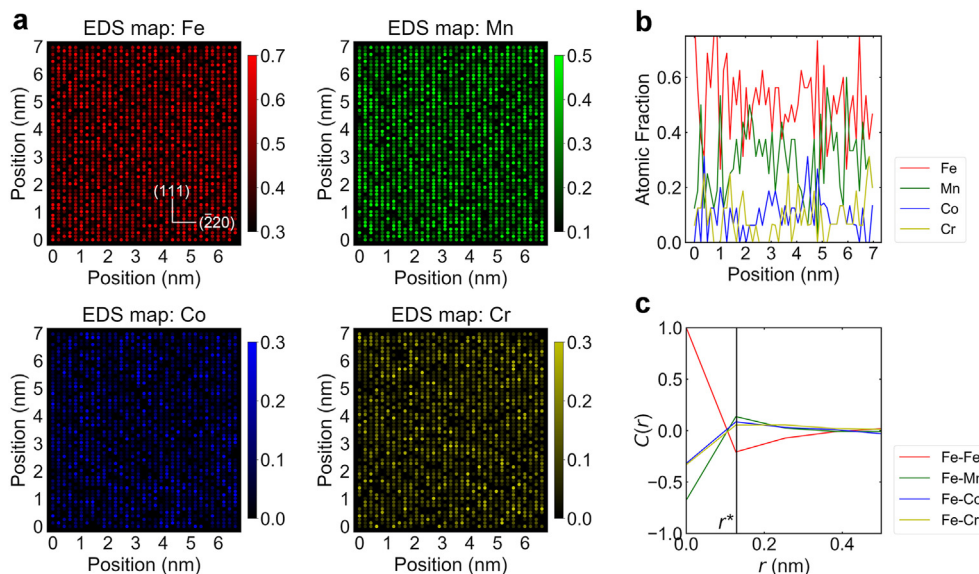 a
EDS map: Fe
7
6
5
4
3
2
1
0
Position (nm)
0 1 2 3 4 5 6
Position (nm)
(111)
(2̄20)
0.7
0.6
0.5
0.4
0.3
EDS map: Mn
7
6
5
4
3
2
1
0
Position (nm)
0 1 2 3 4 5 6
Position (nm)
0.5
0.4
0.3
0.2
0.1
EDS map: Co
7
6
5
4
3
2
1
0
Position (nm)
0 1 2 3 4 5 6
Position (nm)
0.3
0.2
0.1
0.0
EDS map: Cr
7
6
5
4
3
2
1
0
Position (nm)
0 1 2 3 4 5 6
Position (nm)
0.3
0.2
0.1
0.0
b
0.6
0.4
0.2
0.0
Atomic Fraction
0 1 2 3 4 5 6 7
Position (nm)
Fe
Mn
Co
Cr
c
1.0
0.5
0.0
−0.5
−1.0
C(r)
r*
0.0 0.2 0.4
r (nm)
Fe-Fe
Fe-Mn
Fe-Co
Fe-Cr